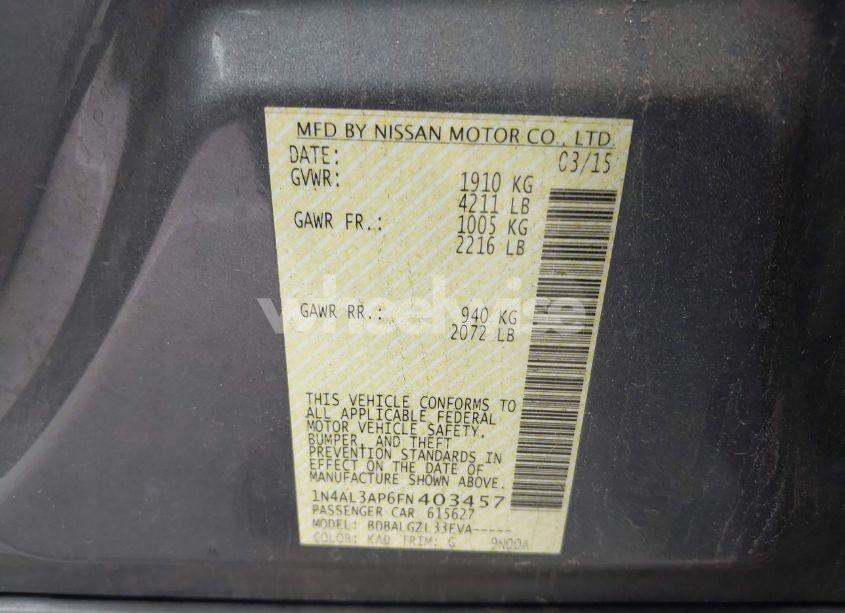 MFD BY NISSAN MOTOR CO., LTD.
DATE: 03/15
GVWR: 1910 KG
4211 LB
GAWR FR.: 1005 KG
2216 LB
wheelwise
GAWR RR.: 940 KG
2072 LB
THIS VEHICLE CONFORMS TO
ALL APPLICABLE FEDERAL
MOTOR VEHICLE SAFETY,
BUMPER, AND THEFT
PREVENTION STANDARDS IN
EFFECT ON THE DATE OF
MANUFACTURE SHOWN ABOVE.
1N4AL3AP6FN403457
PASSENGER CAR 615627
MODEL: BDBALGZL33EVA-----
COLOR: KAD TRIM: G 9N00A